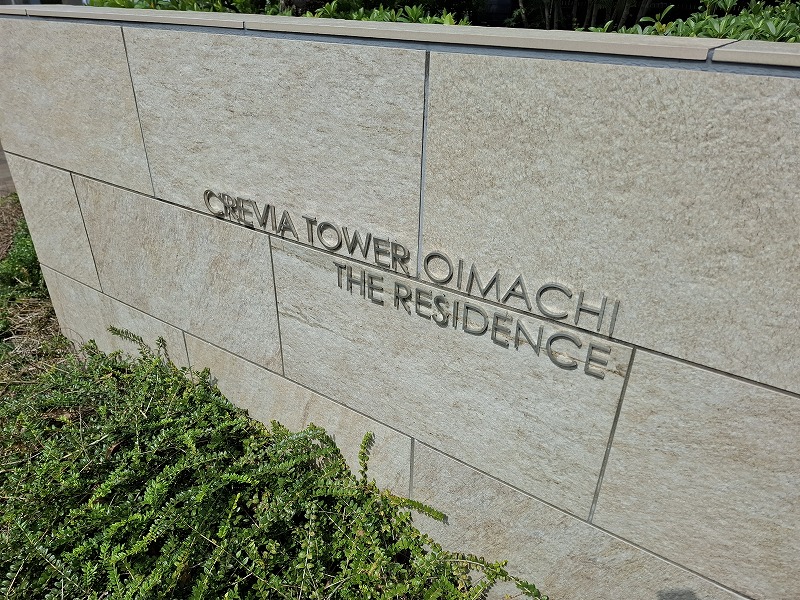 CREVIA TOWER OIMACHI
THE RESIDENCE